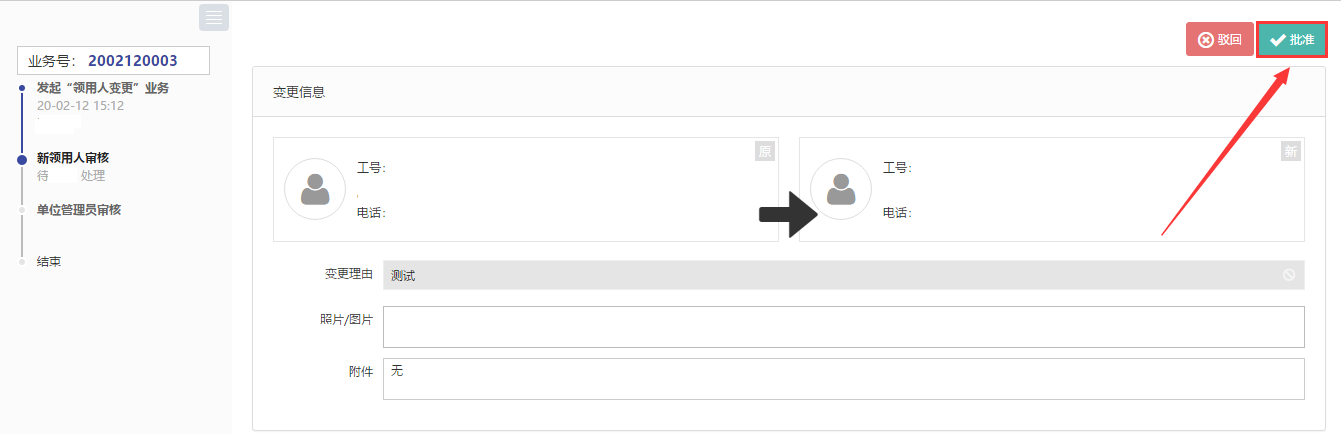 业务号： 2002120003
发起“领用人变更”业务
20-02-12 15:12
新领用人审核
待 处理
单位管理员审核
结束
驳回
批准
变更信息
原
工号：
电话：
新
工号：
电话：
变更理由
测试
照片/图片
附件
无